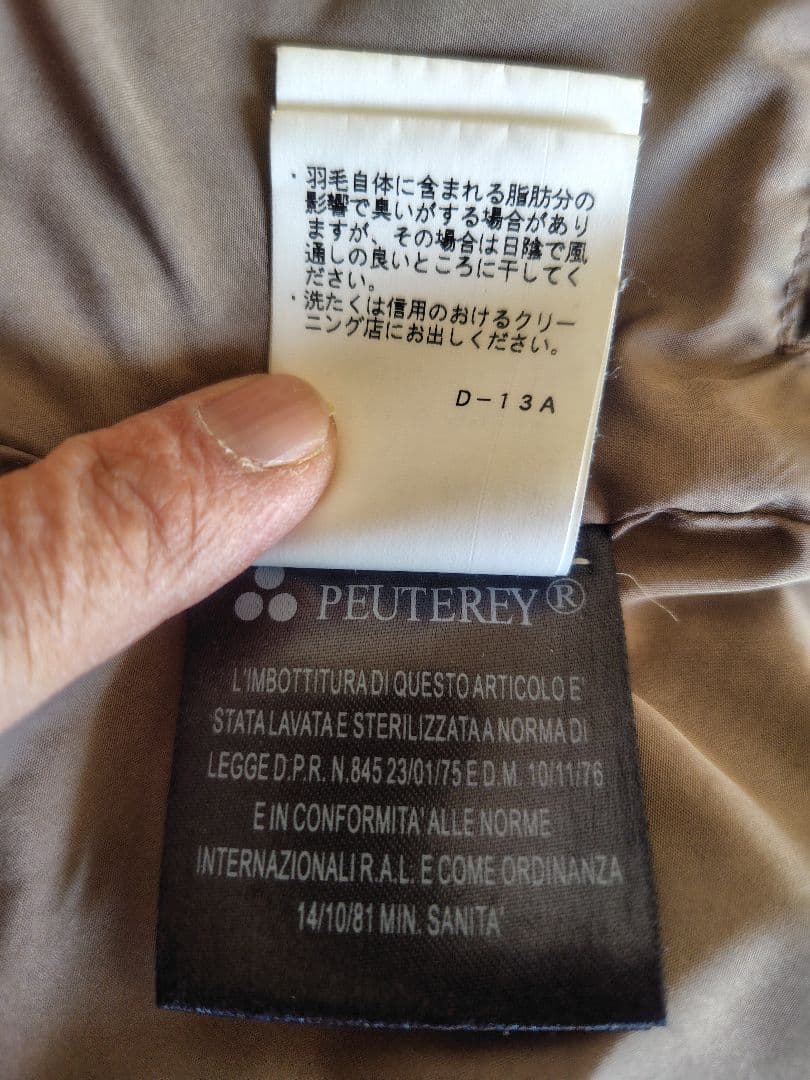 ・羽毛自体に含まれる脂肪分の
影響で臭いがする場合があり
ますが、その場合は日陰で風
通しの良いところに干してく
ださい。
・洗たくは信用のおけるクリー
ニング店にお出しください。
D-13A
PEUTEREY®
L'IMBOTTITURA DI QUESTO ARTICOLO E'
STATA LAVATA E STERILIZZATA A NORMA DI
LEGGE D.P.R. N.845 23/01/75 E D.M. 10/11/76
E IN CONFORMITA' ALLE NORME
INTERNAZIONALI R.A.L. E COME ORDINANZA
14/10/81 MIN. SANITA'